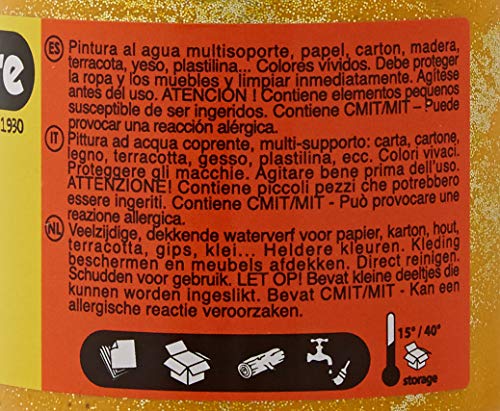 re
1930
ES Pintura al agua multisoporte, papel, carton, madera,
terracota, yeso, plastilina... Colores vívidos. Debe proteger
la ropa y los muebles y limpiar inmediatamente. Agítese
antes del uso. ATENCIÓN ! Contiene elementos pequenos
susceptible de ser ingeridos. Contiene CMIT/MIT - Puede
provocar una reacción alérgica.
IT Pittura ad acqua coprente, multi-supporto: carta, cartone,
legno, terracotta, gesso, plastilina, ecc. Colori vivaci.
Proteggere gli macchie. Agitare bene prima dell'uso.
ATTENZIONE! Contiene piccoli pezzi che potrebbero
essere ingeriti. Contiene CMIT/MIT - Può provocare una
reazione allergica.
NL Veelzijdige, dekkende waterverf voor papier, karton, hout,
terracotta, gips, klei... Heldere kleuren. Kleding
beschermen en meubels afdekken. Direct reinigen.
Schudden voor gebruik. LET OP! Bevat kleine deeltjes die
kunnen worden ingeslikt. Bevat CMIT/MIT - Kan een
allergische reactie veroorzaken.
15° / 40°
storage